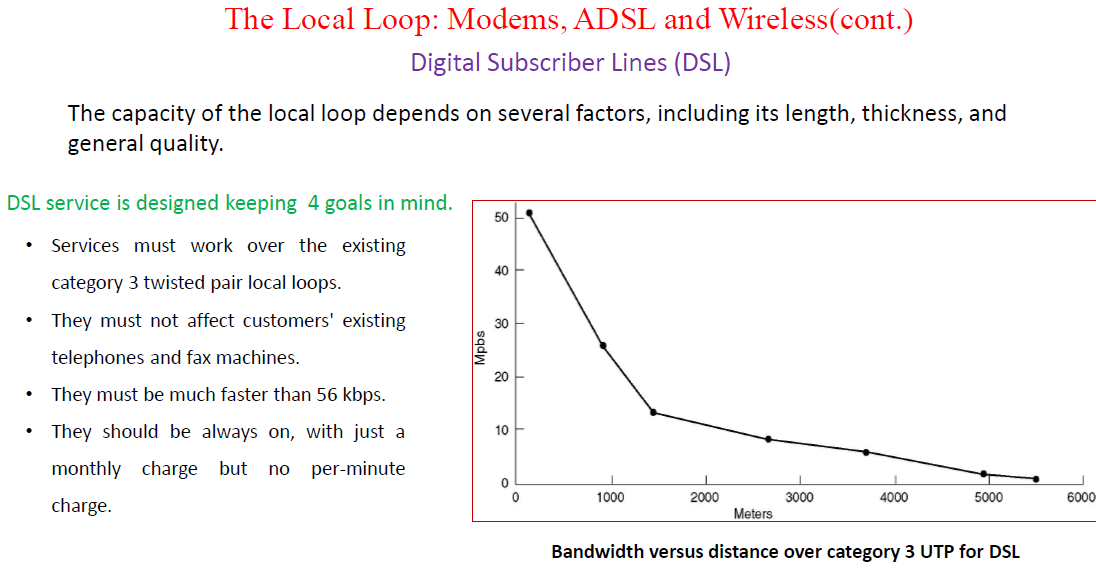 The Local Loop: Modems, ADSL and Wireless(cont.)
Digital Subscriber Lines (DSL)
The capacity of the local loop depends on several factors, including its length, thickness, and
general quality.
DSL service is designed keeping 4 goals in mind.
• Services must work over the existing
category 3 twisted pair local loops.
• They must not affect customers' existing
telephones and fax machines.
• They must be much faster than 56 kbps.
• They should be always on, with just a
monthly charge but no per-minute
charge.
50
40
30
20
10
0
Mpbs
0 1000 2000 3000 4000 5000 6000
Meters
Bandwidth versus distance over category 3 UTP for DSL